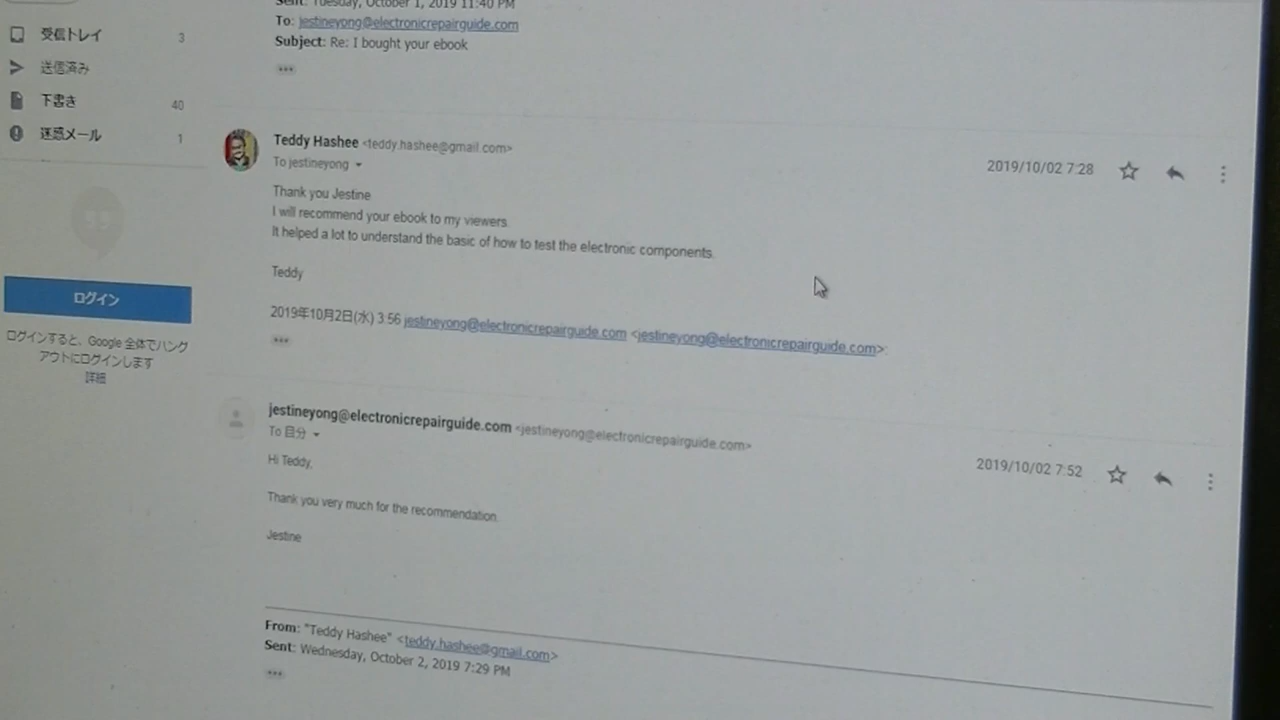 Sent: Tuesday, October 1, 2019 11:40 PM
To: jestineyong@electronicrepairguide.com
Subject: Re: I bought your ebook
受信トレイ 3
送信済み
下書き 40
迷惑メール 1
ログイン
ログインすると、Google 全体でハング
アウトにログインします
詳細
Teddy Hashee <teddy.hashee@gmail.com>
To jestineyong
2019/10/02 7:28
Thank you Jestine
I will recommend your ebook to my viewers.
It helped a lot to understand the basic of how to test the electronic components.
Teddy
2019年10月2日(水) 3:56 jestineyong@electronicrepairguide.com <jestineyong@electronicrepairguide.com>:
jestineyong@electronicrepairguide.com <jestineyong@electronicrepairguide.com>
To 自分
2019/10/02 7:52
Hi Teddy,
Thank you very much for the recommendation.
Jestine
From: "Teddy Hashee" <teddy.hashee@gmail.com>
Sent: Wednesday, October 2, 2019 7:29 PM